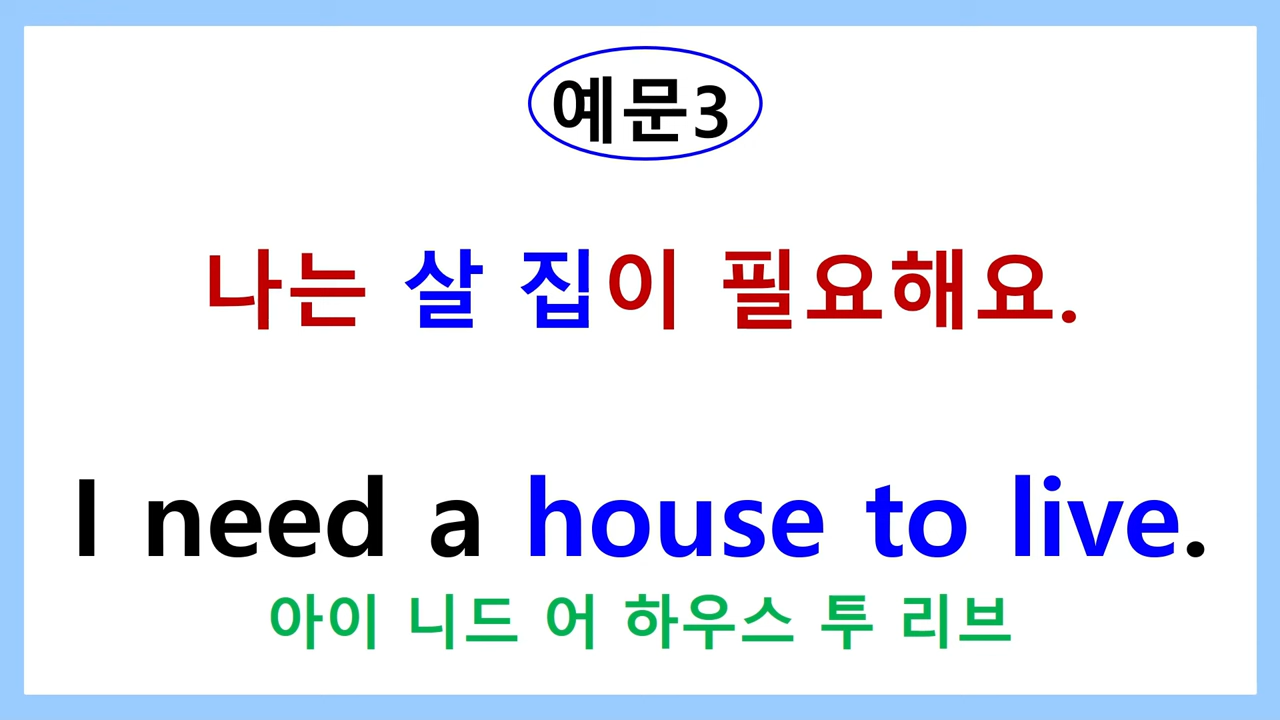 예문3
나는 살 집이 필요해요.
I need a house to live.
아이 니드 어 하우스 투 리브